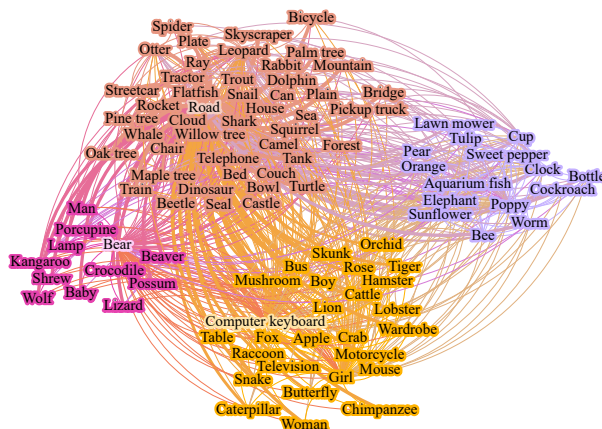 Bicycle
Spider
Skyscraper
Plate
Otter
Leopard
Palm tree
Ray
Rabbit
Mountain
Tractor
Trout
Dolphin
Streetcar
Flatfish
Snail
Can
Plain
Bridge
Rocket
Road
House
Pickup truck
Pine tree
Cloud
Shark
Sea
Lawn mower
Whale
Willow tree
Squirrel
Tulip
Cup
Chair
Camel
Forest
Pear
Sweet pepper
Oak tree
Telephone
Tank
Orange
Clock
Maple tree
Bed
Couch
Aquarium fish
Bottle
Train
Dinosaur
Bowl
Turtle
Cockroach
Elephant
Beetle
Seal
Castle
Poppy
Man
Sunflower
Porcupine
Worm
Lamp
Bear
Orchid
Bee
Kangaroo
Beaver
Skunk
Shrew
Crocodile
Bus
Rose
Tiger
Wolf
Baby
Possum
Mushroom
Boy
Hamster
Lizard
Cattle
Lion
Lobster
Computer keyboard
Wardrobe
Table
Fox
Apple
Crab
Raccoon
Motorcycle
Television
Mouse
Snake
Girl
Butterfly
Caterpillar
Chimpanzee
Woman